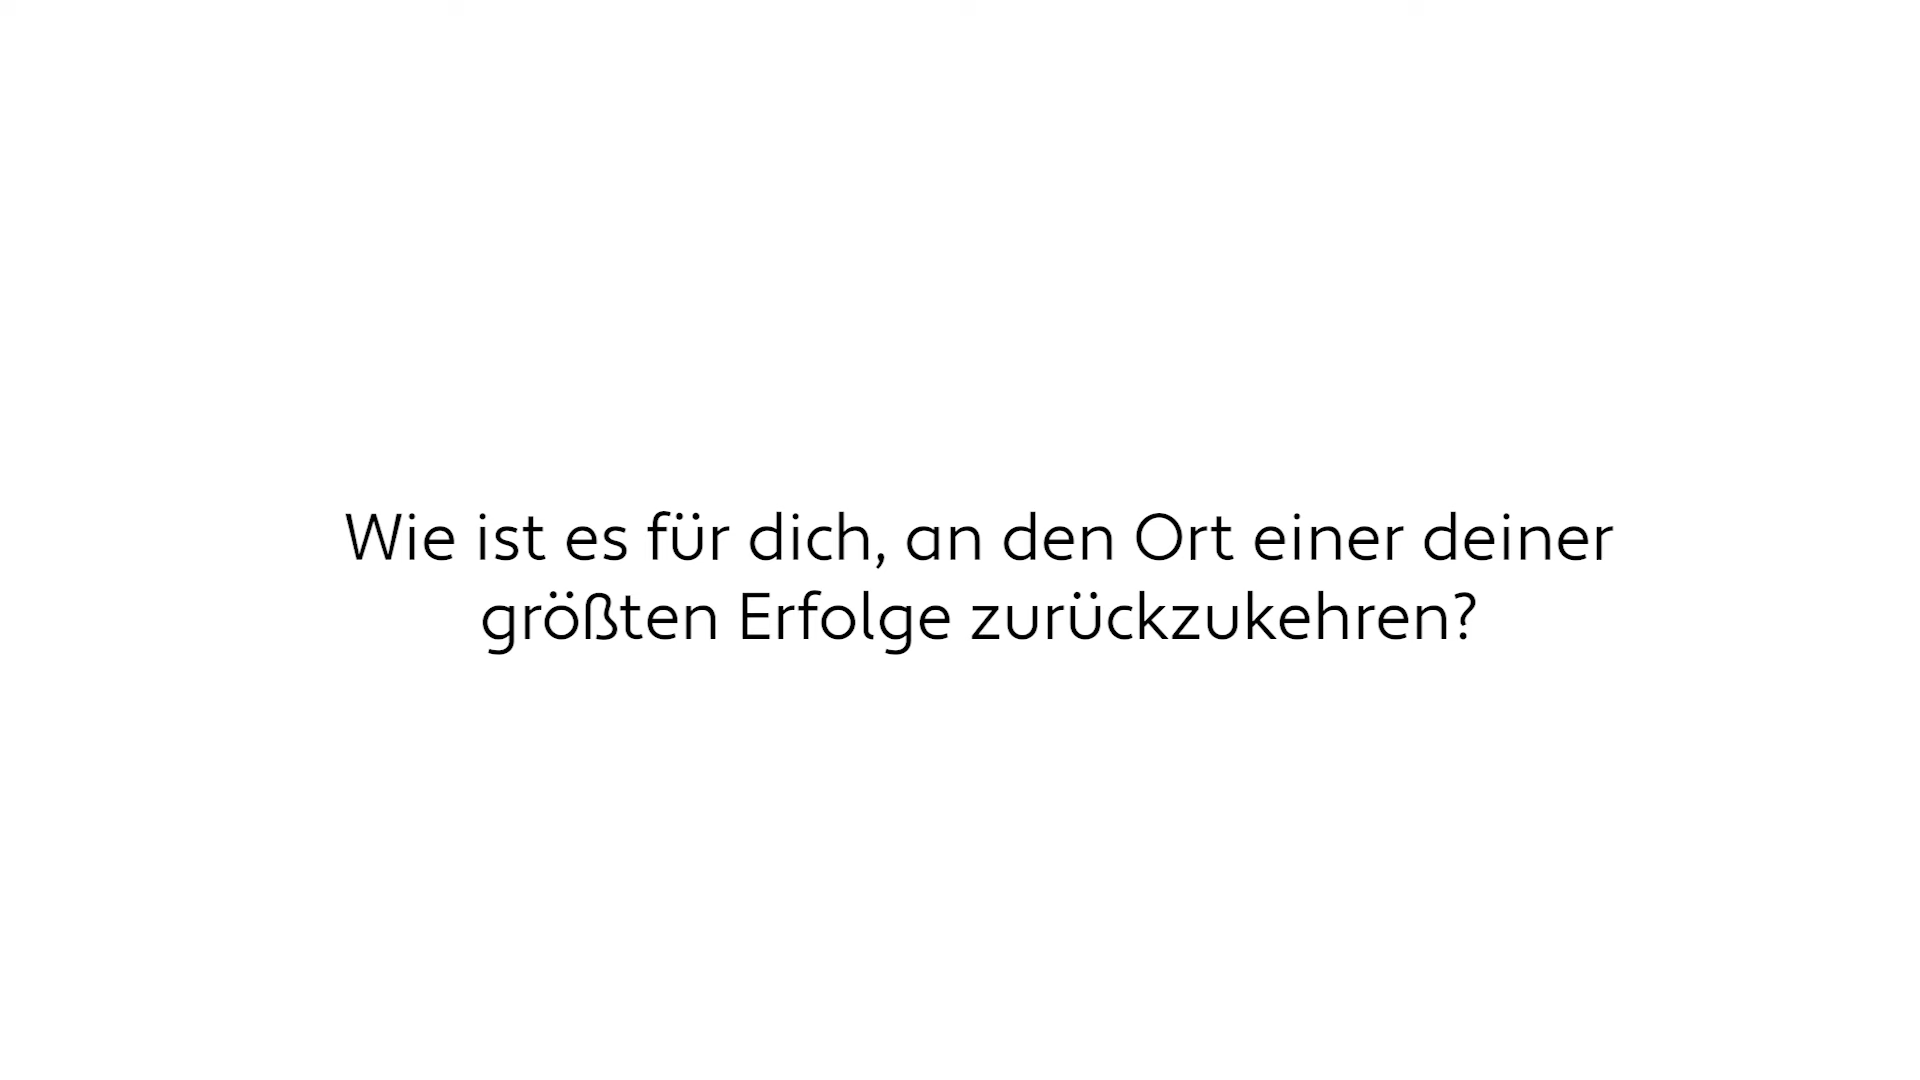 Wie ist es für dich, an den Ort einer deiner
größten Erfolge zurückzukehren?